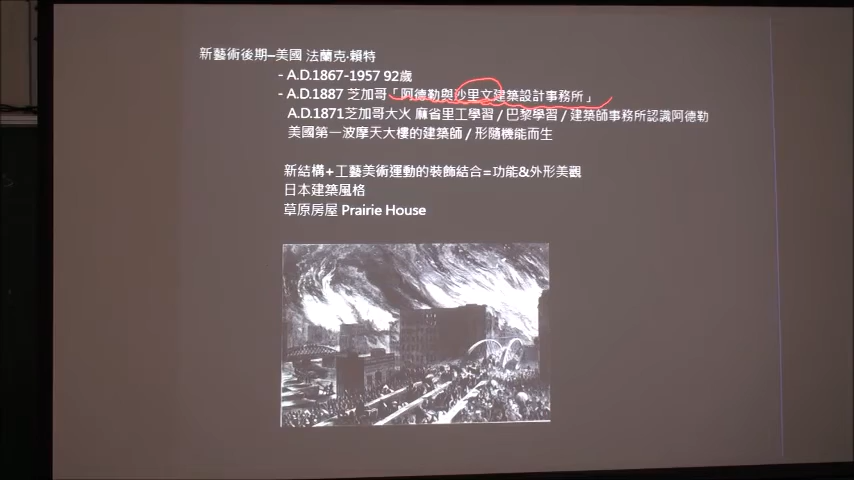 新藝術後期–美國 法蘭克‧賴特
- A.D.1867-1957 92歲
- A.D.1887 芝加哥「阿德勒與沙里文建築設計事務所」
A.D.1871芝加哥大火 麻省里工學習 / 巴黎學習 / 建築師事務所認識阿德勒
美國第一波摩天大樓的建築師 / 形隨機能而生
新結構+工藝美術運動的裝飾結合=功能&外形美觀
日本建築風格
草原房屋 Prairie House